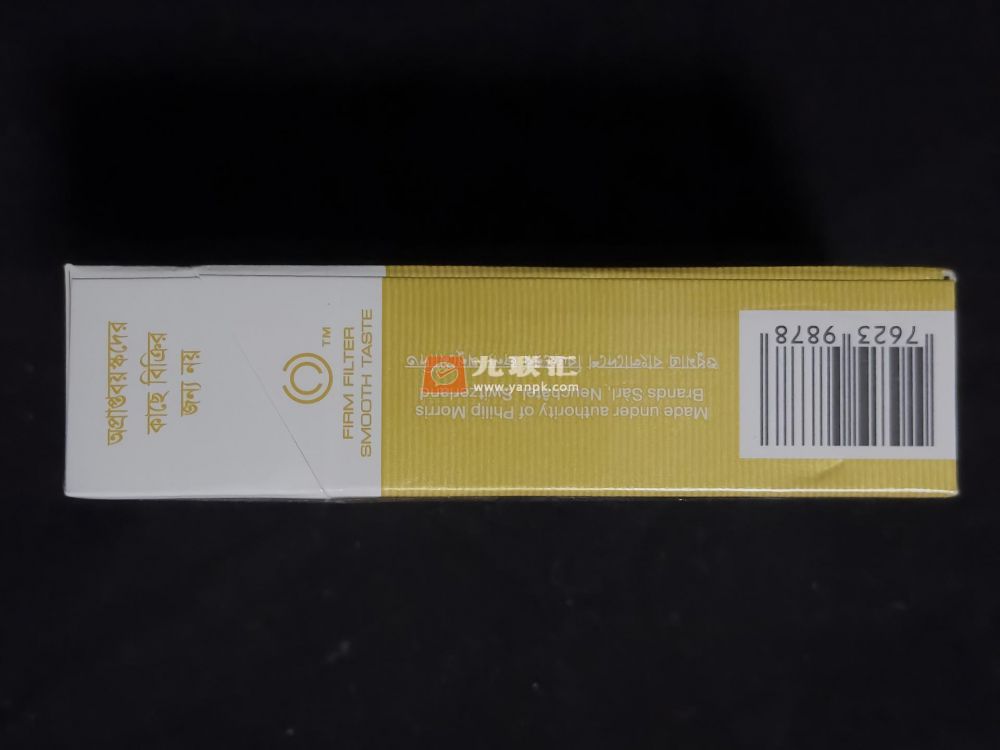 অপ্রাপ্তবয়স্কদের
কাছে বিক্রির
জন্য নয়
TM
FIRM FILTER
SMOOTH TASTE
শুধুমাত্র বাংলাদেশে
Made under authority of Philip Morris
Brands Sàrl, Neuchâtel, Switzerland
九联汇
www.yanpk.com
7623 9878